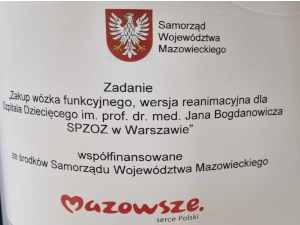 Samorząd
Województwa
Mazowieckiego
Zadanie
„Zakup wózka funkcyjnego, wersja reanimacyjna dla
Szpitala Dziecięcego im. prof. dr. med. Jana Bogdanowicza
SPZOZ w Warszawie”
współfinansowane
ze środków Samorządu Województwa Mazowieckiego
Mazowsze.
serce Polski